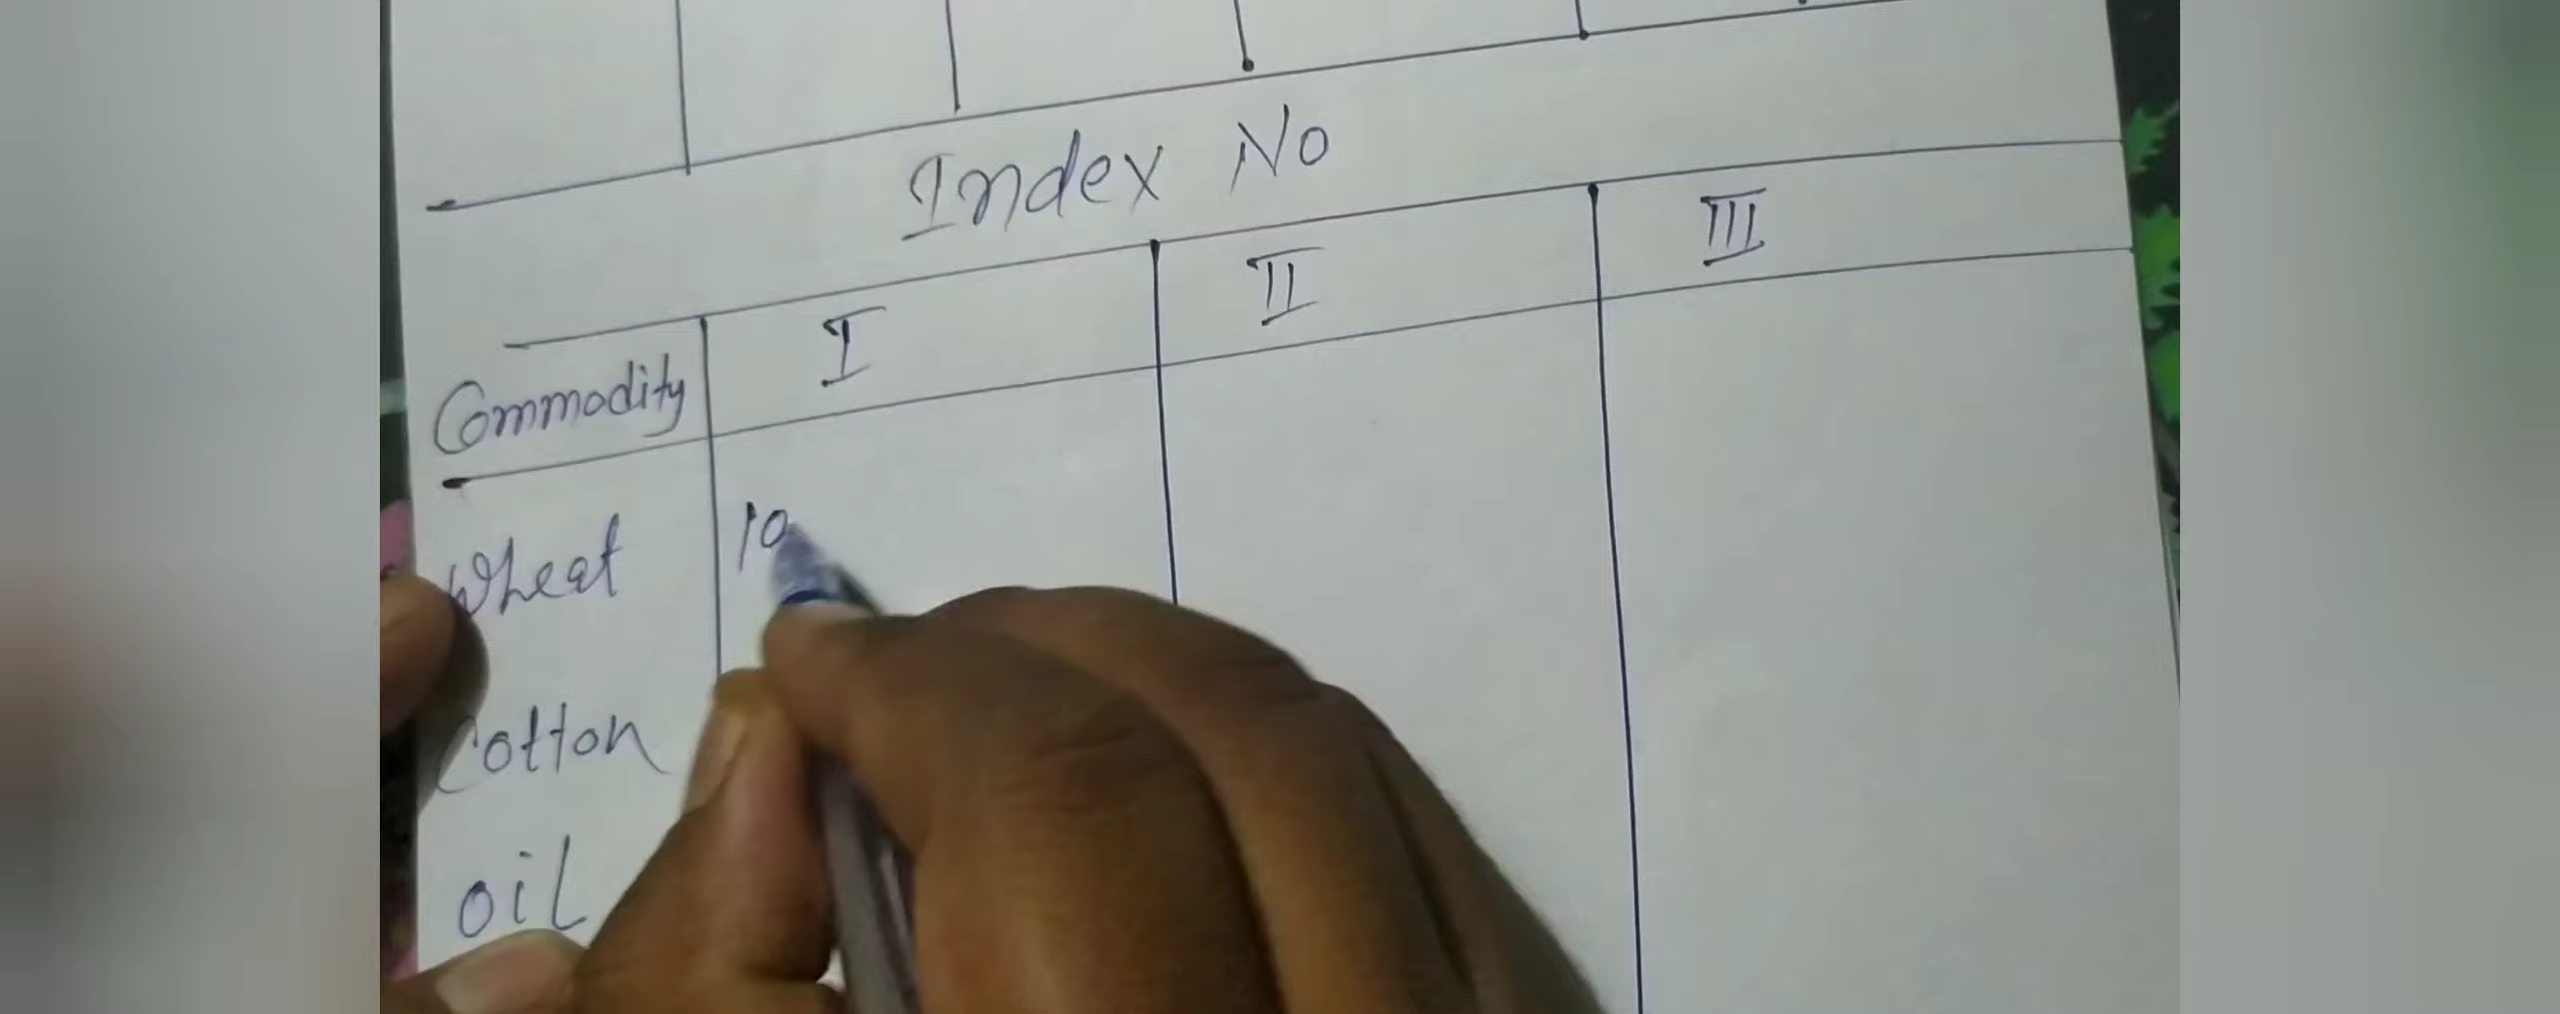 Index No
Commodity I II III
Wheat 10
Cotton
oil